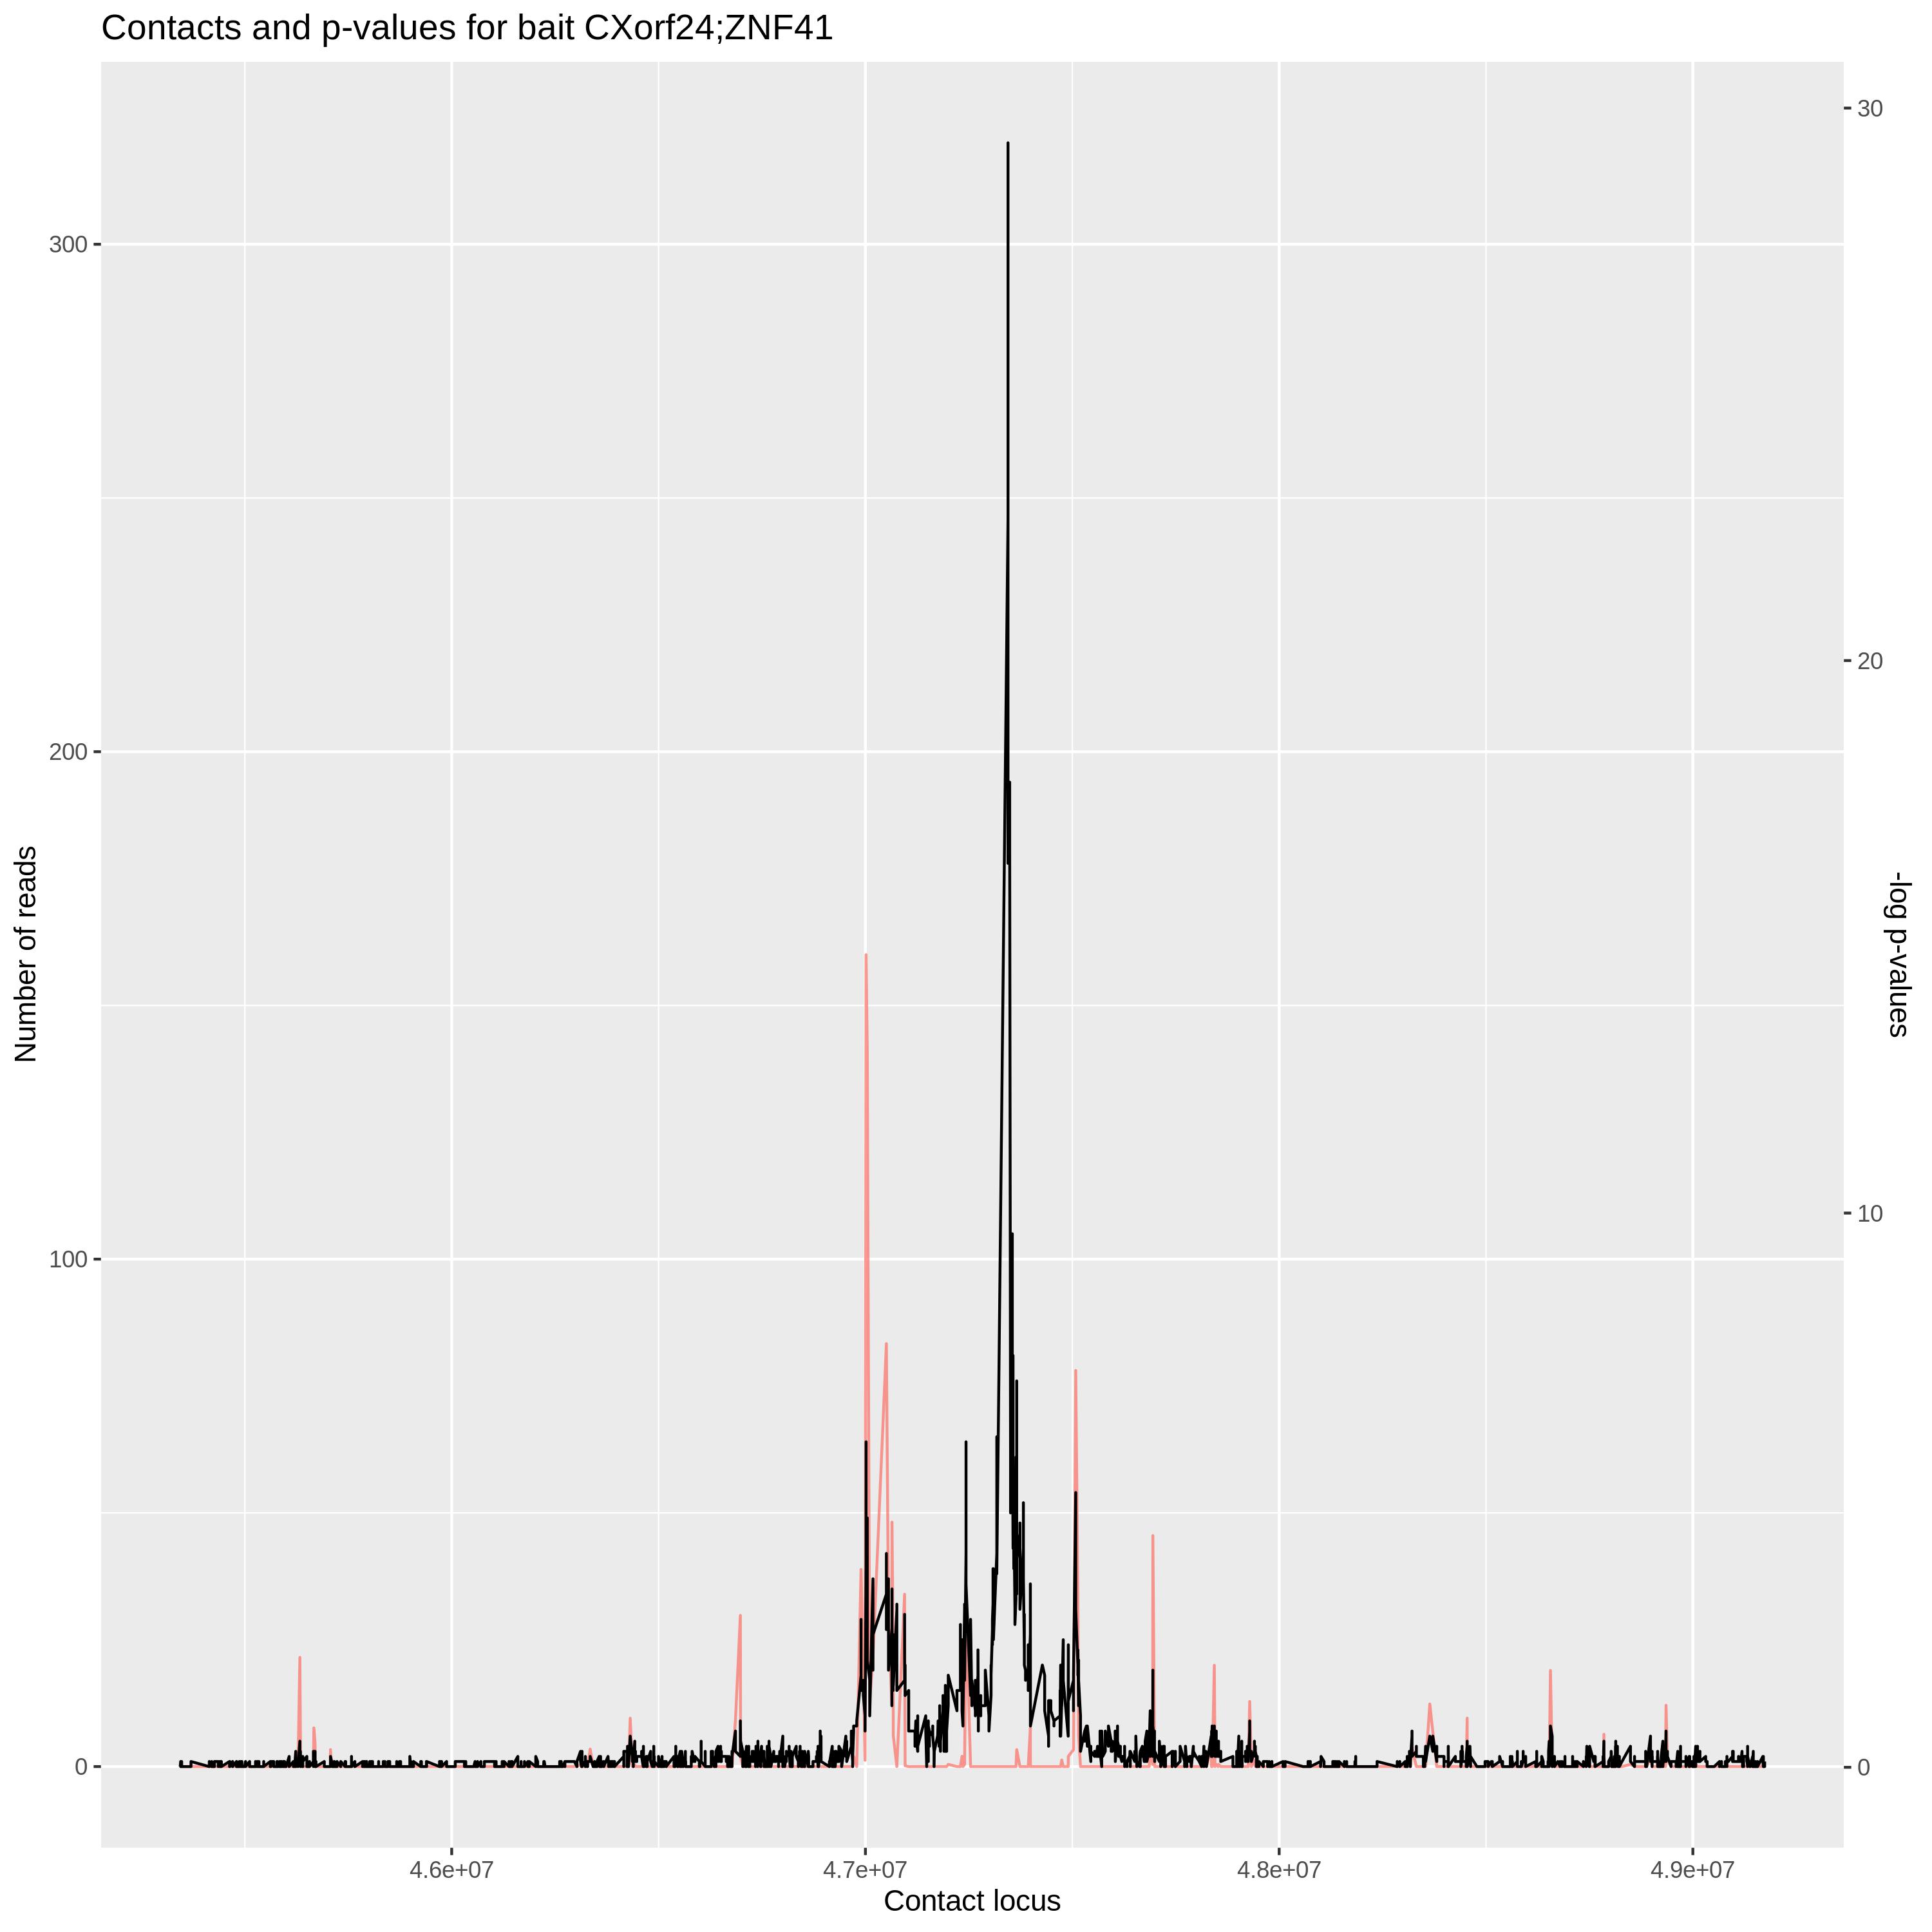 Contacts and p-values for bait CXorf24;ZNF41
30
300
20
200
10
100
0
0
Number of reads
-log p-values
4.6e+07 4.7e+07 4.8e+07 4.9e+07
Contact locus